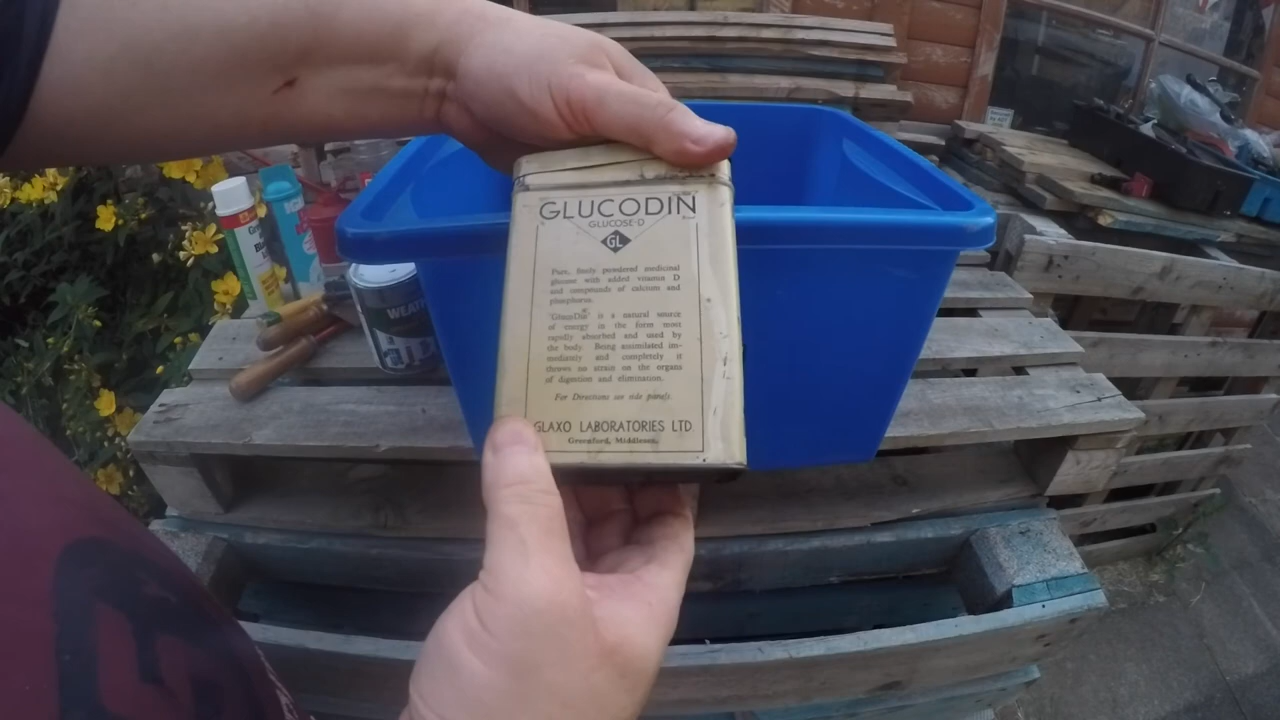 GLUCODIN
GLUCOSE-D
GL
Pure, finely powdered medicinal
glucose with added vitamin D
and compounds of calcium and
phosphorus.
'Glucodin' is a natural source
of energy in the form most
rapidly absorbed and used by
the body. Being assimilated im-
mediately and completely it
throws no strain on the organs
of digestion and elimination.
For Directions see side panels.
GLAXO LABORATORIES LTD.
Greenford, Middlesex.
WEAT